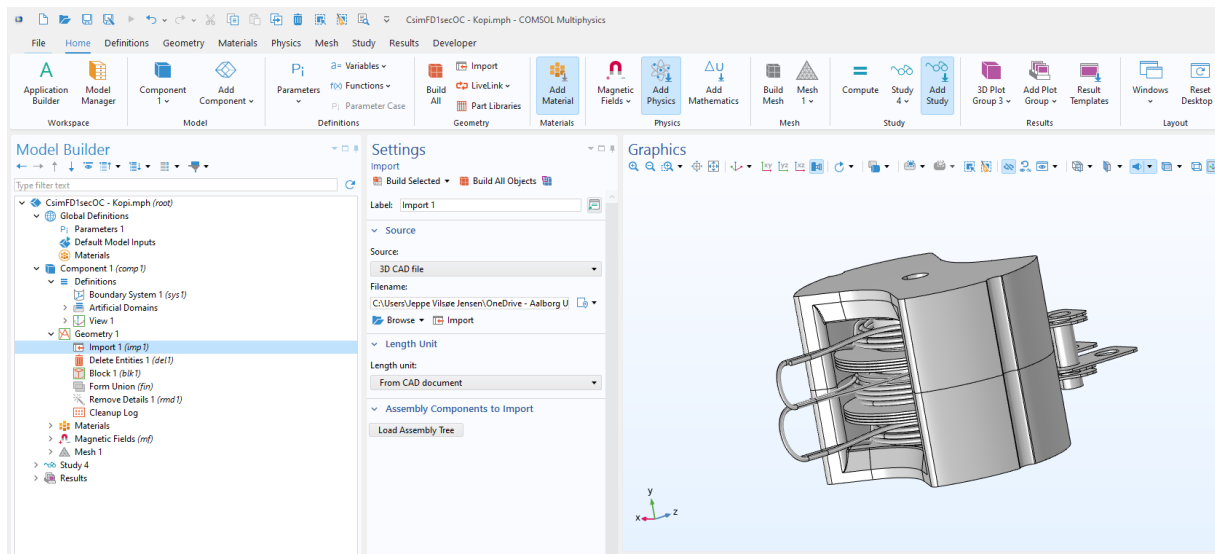 CsimFD1secOC - Kopi.mph - COMSOL Multiphysics
File Home Definitions Geometry Materials Physics Mesh Study Results Developer
Application Builder
Model Manager
Workspace
Component 1
Add Component
Model
Pi
Parameters
a= Variables
f(x) Functions
Pi Parameter Case
Definitions
Build All
Import
LiveLink
Part Libraries
Geometry
Add Material
Materials
Magnetic Fields
Add Physics
Δu
Add Mathematics
Physics
Build Mesh
Mesh 1
Mesh
Compute
Study 4
Add Study
Study
3D Plot Group 3
Add Plot Group
Result Templates
Results
Windows
Reset Desktop
Layout
Model Builder
Type filter text
CsimFD1secOC - Kopi.mph (root)
Global Definitions
Pi Parameters 1
Default Model Inputs
Materials
Component 1 (comp1)
Definitions
Boundary System 1 (sys1)
Artificial Domains
View 1
Geometry 1
Import 1 (imp1)
Delete Entities 1 (del1)
Block 1 (blk1)
Form Union (fin)
Remove Details 1 (rmd1)
Cleanup Log
Materials
Magnetic Fields (mf)
Mesh 1
Study 4
Results
Settings
Import
Build Selected Build All Objects
Label: Import 1
Source
Source:
3D CAD file
Filename:
C:\Users\Jeppe Vilsøe Jensen\OneDrive - Aalborg U
Browse Import
Length Unit
Length unit:
From CAD document
Assembly Components to Import
Load Assembly Tree
Graphics
xy yz xz
y
x z